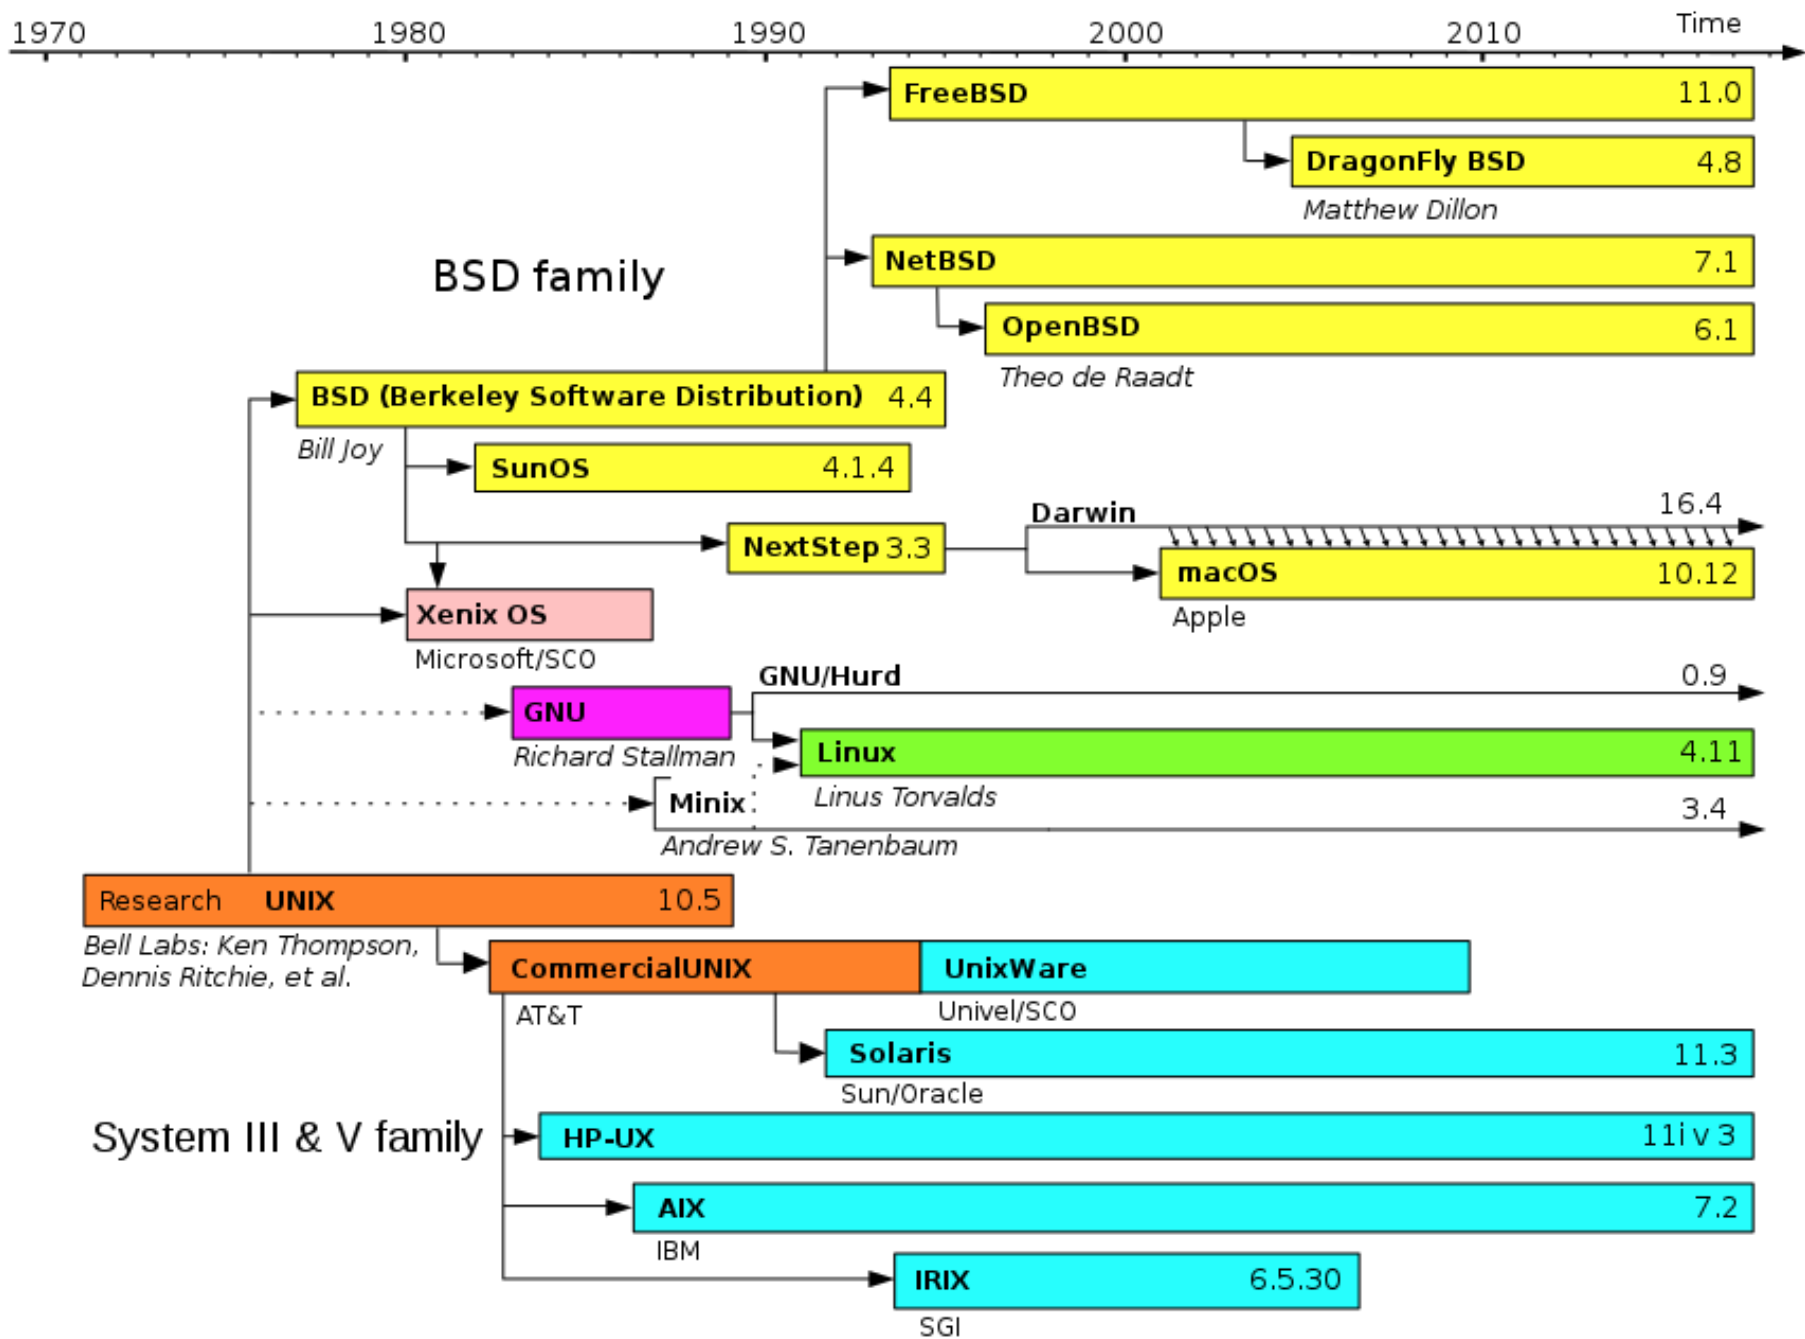 1970 1980 1990 2000 2010 Time
FreeBSD 11.0
DragonFly BSD 4.8
Matthew Dillon
BSD family
NetBSD 7.1
OpenBSD 6.1
Theo de Raadt
BSD (Berkeley Software Distribution) 4.4
Bill Joy
SunOS 4.1.4
Darwin 16.4
NextStep 3.3
macOS 10.12
Apple
Xenix OS
Microsoft/SCO
GNU/Hurd 0.9
GNU
Richard Stallman
Linux 4.11
Linus Torvalds
Minix 3.4
Andrew S. Tanenbaum
Research UNIX 10.5
Bell Labs: Ken Thompson,
Dennis Ritchie, et al.
CommercialUNIX UnixWare
AT&T
Univel/SCO
Solaris 11.3
Sun/Oracle
System III & V family
HP-UX 11i v 3
AIX 7.2
IBM
IRIX 6.5.30
SGI